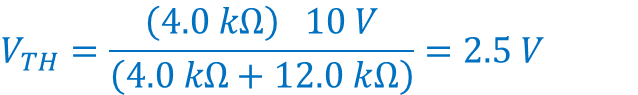 V_TH = (4.0 kΩ) 10 V / (4.0 kΩ + 12.0 kΩ) = 2.5 V